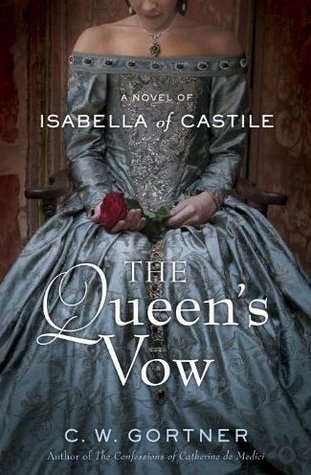 A NOVEL OF
ISABELLA of CASTILE
THE
Queen's
Vow
C. W. GORTNER
Author of The Confessions of Catherine de Medici